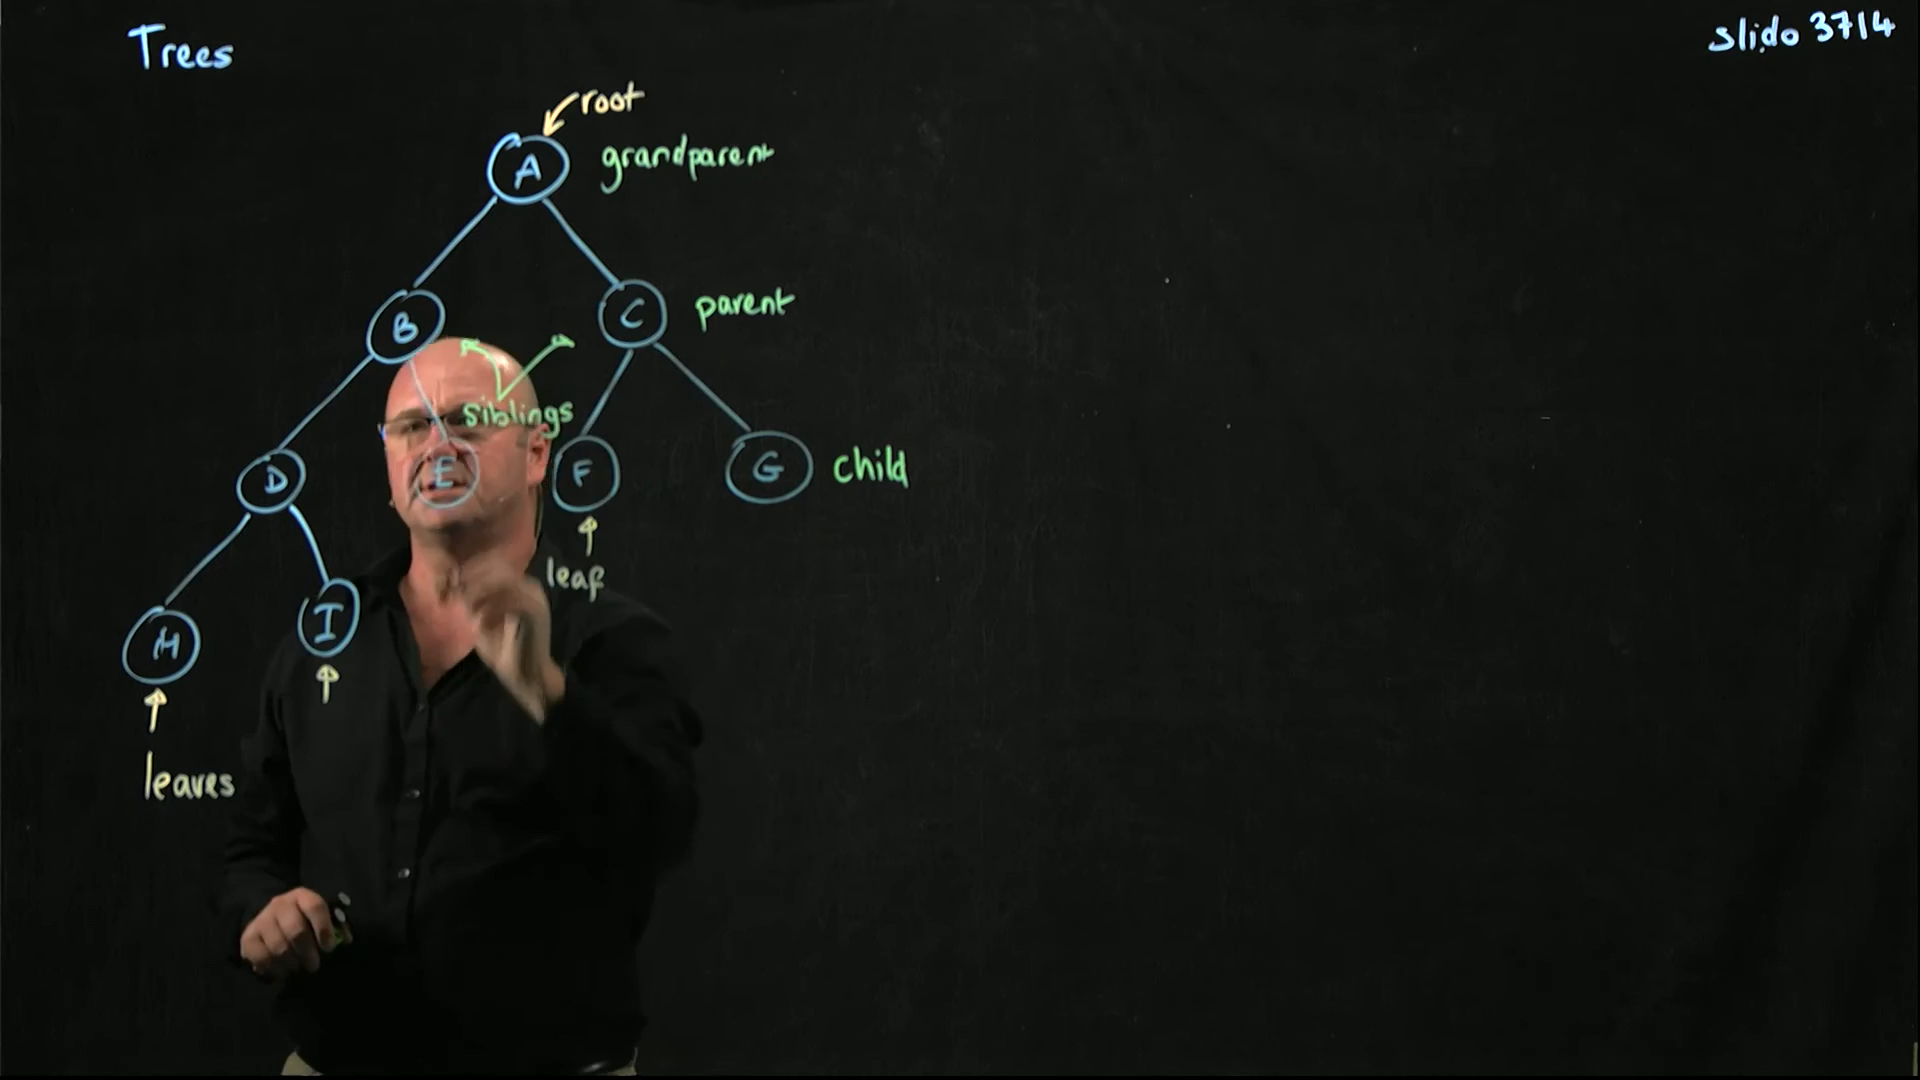 Trees
slido 3714
root
A
grandparent
B
C
parent
siblings
D
E
F
G
child
leaf
H
I
leaves